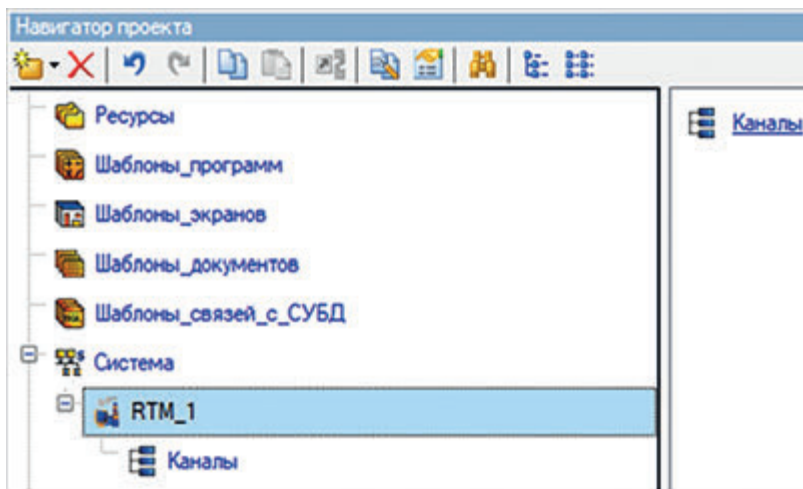 Навигатор проекта
Ресурсы
Каналы
Шаблоны_программ
Шаблоны_экранов
Шаблоны_документов
Шаблоны_связей_с_СУБД
Система
RTM_1
Каналы